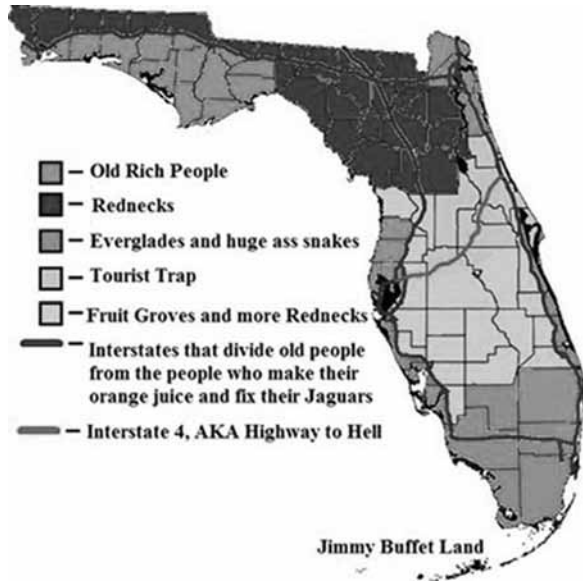 – Old Rich People
– Rednecks
– Everglades and huge ass snakes
– Tourist Trap
– Fruit Groves and more Rednecks
– Interstates that divide old people
from the people who make their
orange juice and fix their Jaguars
– Interstate 4, AKA Highway to Hell
Jimmy Buffet Land